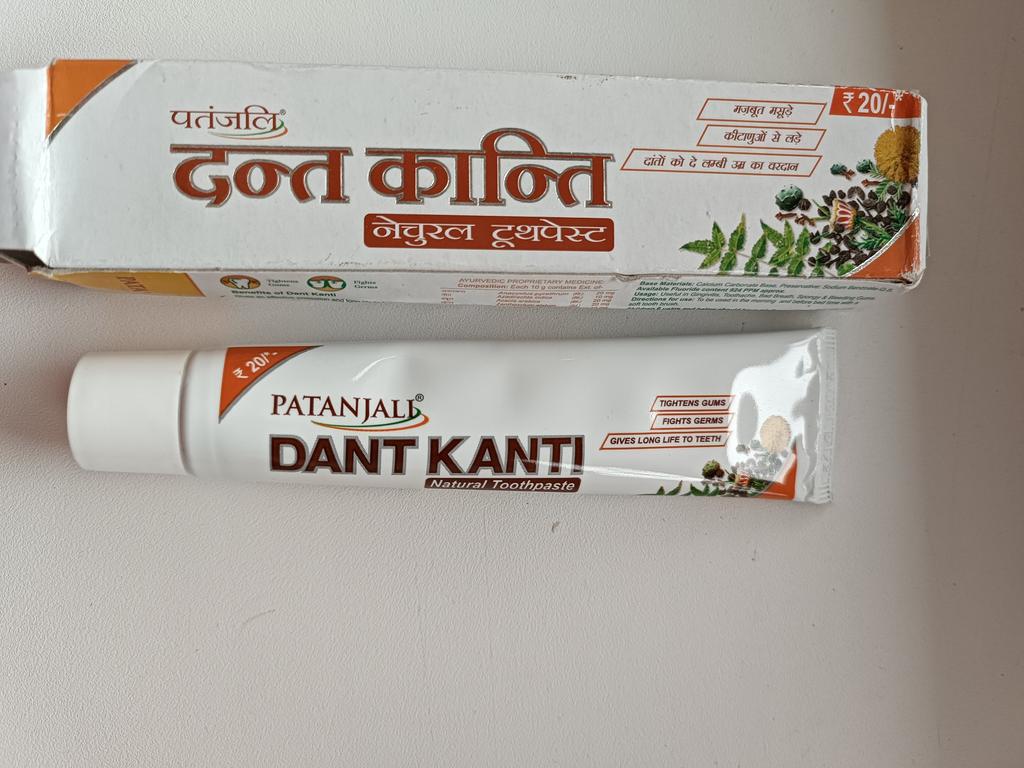 पतंजलि®
दन्त कान्ति
नेचुरल टूथपेस्ट
मजबूत मसूड़े
कीटाणुओं से लड़े
दांतों को दे लम्बी उम्र का वरदान
₹ 20/-*
Tightens
Gums
Fights
Germs
Benefits of Dant Kanti
AYURVEDIC PROPRIETARY MEDICINE
Composition: Each 10 g contains Ext. of-
Base Materials: Calcium Carbonate Base, Preservative: Sodium Benzoate
Available Fluoride content 924 PPM approx.
Usage: Useful in Gingivitis, Toothache, Bad Breath, Spongy & Bleeding Gums.
Directions for use: To be used in the morning and before bed time with a
soft tooth brush.
₹ 20/-*
PATANJALI®
DANT KANTI
Natural Toothpaste
TIGHTENS GUMS
FIGHTS GERMS
GIVES LONG LIFE TO TEETH